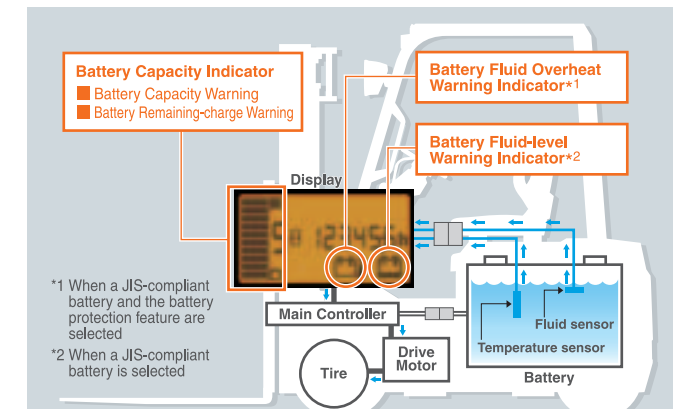 Battery Capacity Indicator
■ Battery Capacity Warning
■ Battery Remaining-charge Warning
Battery Fluid Overheat
Warning Indicator*1
Battery Fluid-level
Warning Indicator*2
Display
123456h
*1 When a JIS-compliant
battery and the battery
protection feature are
selected
*2 When a JIS-compliant
battery is selected
Main Controller
Drive
Motor
Tire
Fluid sensor
Temperature sensor
Battery